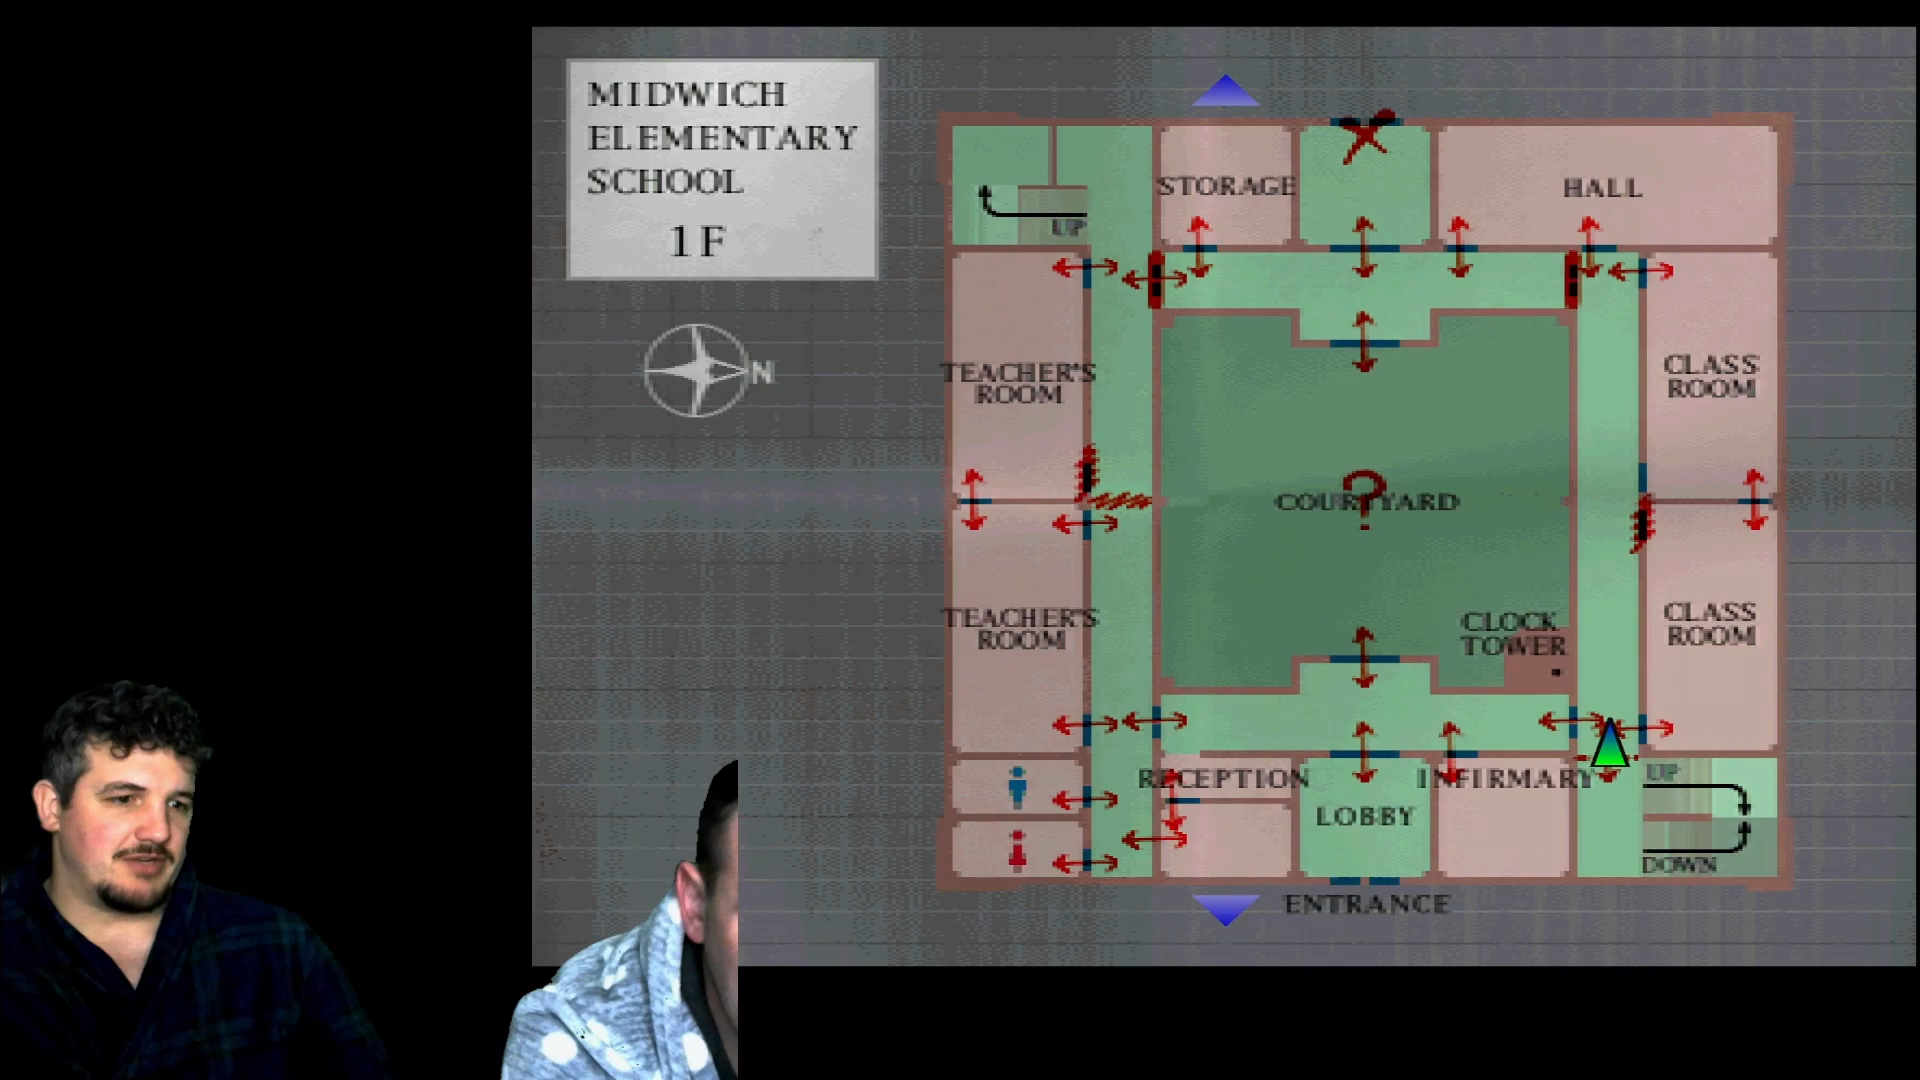 MIDWICH
ELEMENTARY
SCHOOL
1F
N
STORAGE
HALL
UP
TEACHER'S
ROOM
CLASS
ROOM
?
COURTYARD
TEACHER'S
ROOM
CLOCK
TOWER
CLASS
ROOM
RECEPTION
INFIRMARY
UP
LOBBY
DOWN
ENTRANCE